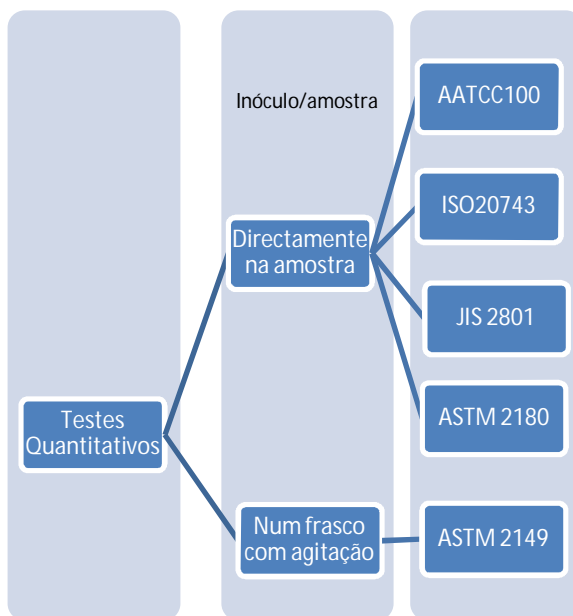 Inóculo/amostra
Testes
Quantitativos
Directamente
na amostra
Num frasco
com agitação
AATCC100
ISO20743
JIS 2801
ASTM 2180
ASTM 2149